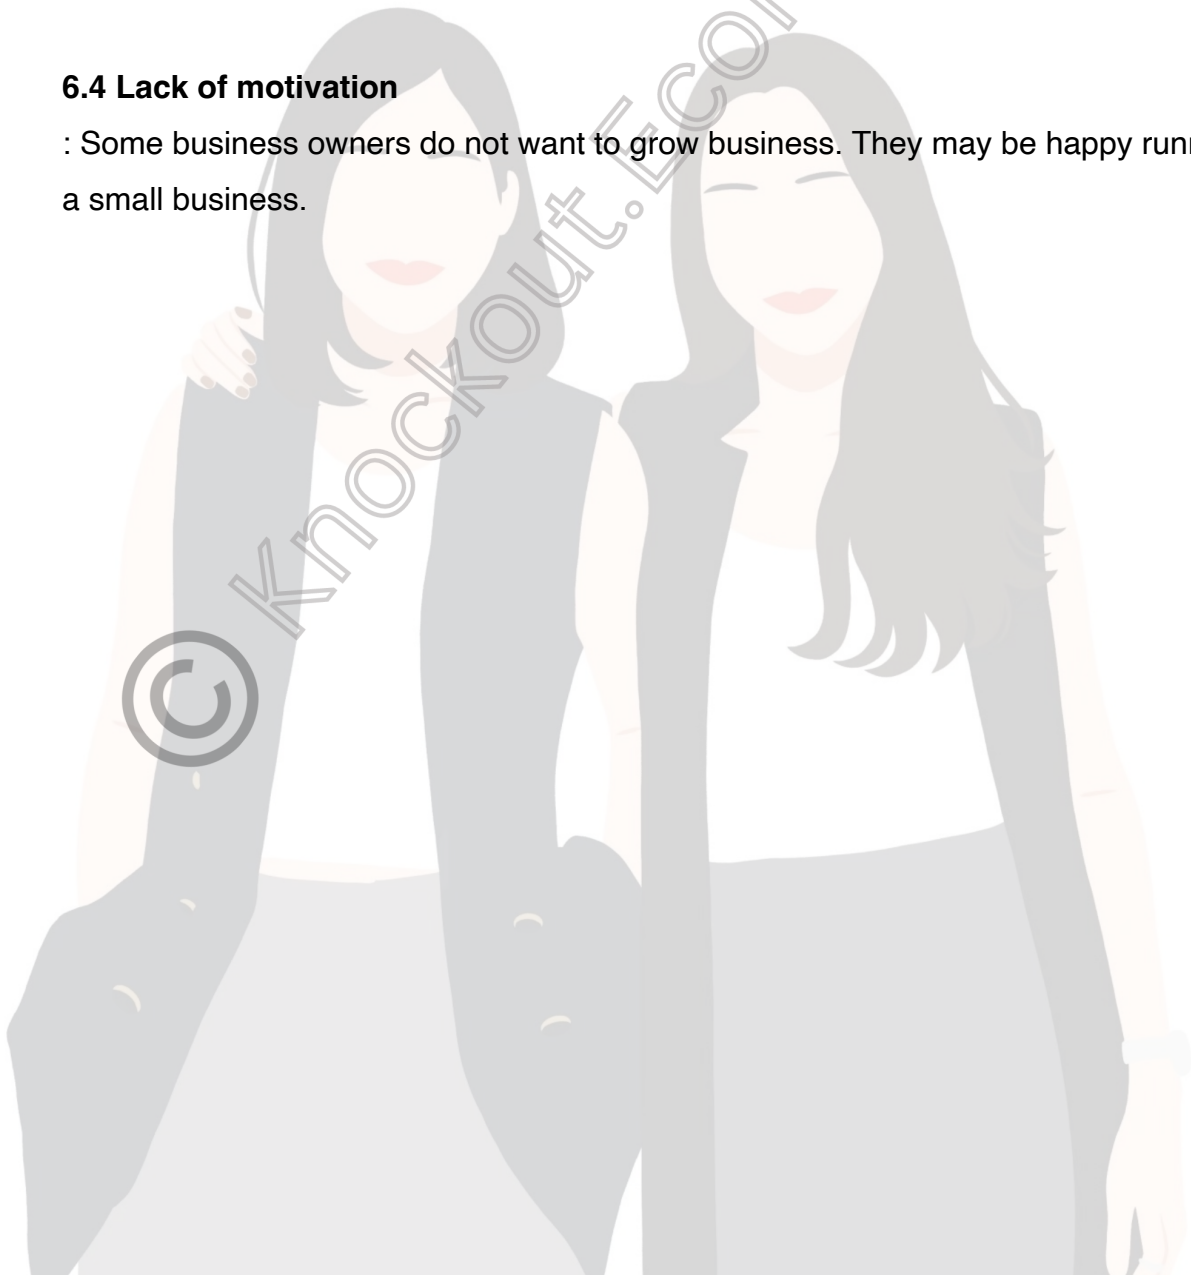 6.4 Lack of motivation
: Some business owners do not want to grow business. They may be happy
a small business.
© Knockout.